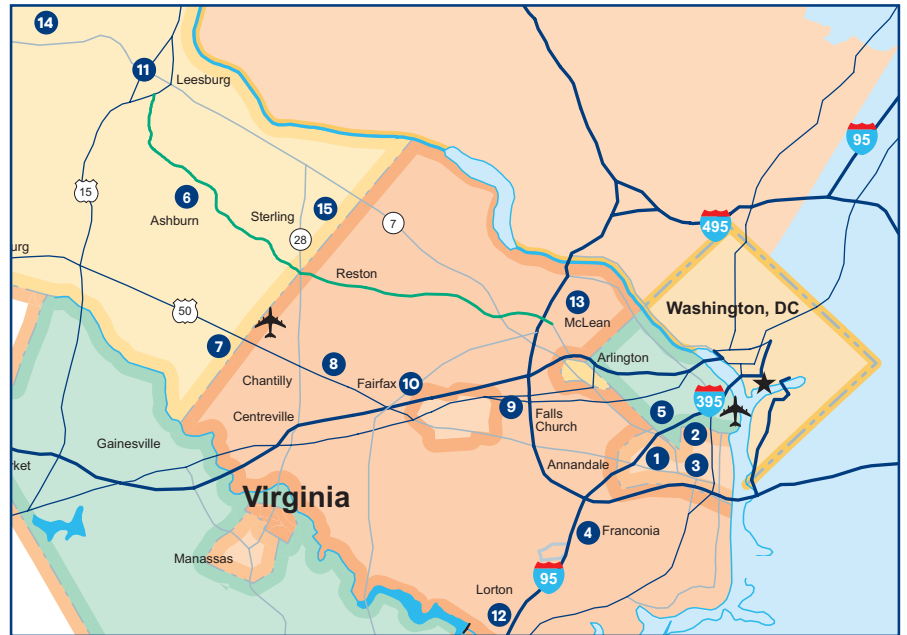 14
11
Leesburg
95
15
6
Ashburn
Sterling
15
7
28
495
urg
Reston
50
13
McLean
Washington, DC
7
8
Chantilly
Fairfax
10
Arlington
395
Centreville
9
Falls
Church
5
2
Gainesville
rket
Annandale
1
3
Virginia
4
Franconia
Manassas
95
Lorton
12